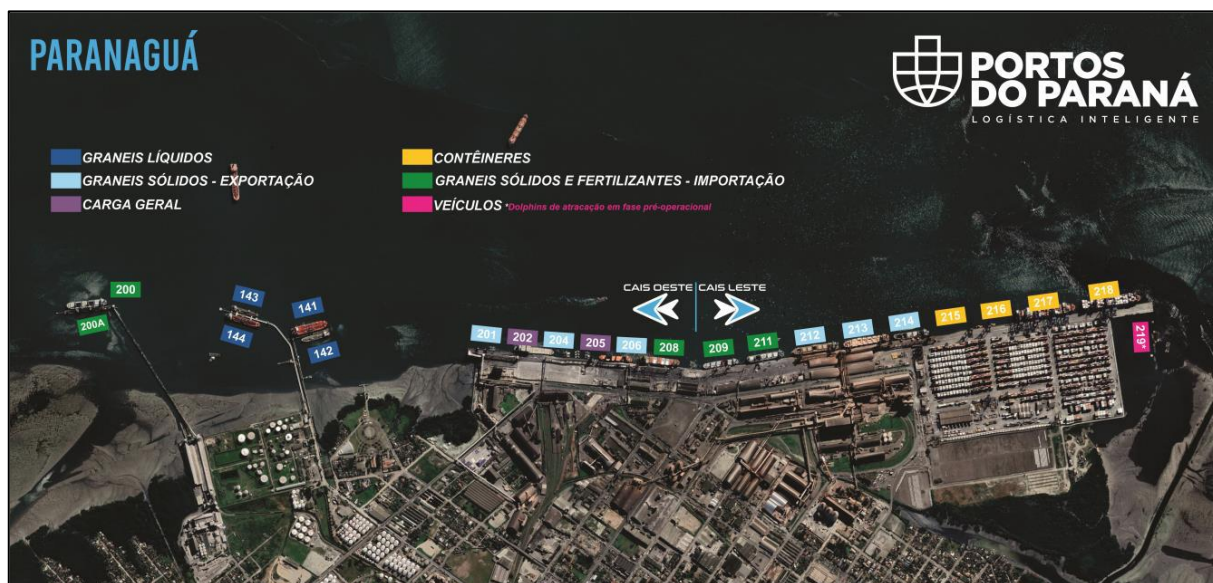 PARANAGUÁ
PORTOS
DO PARANÁ
LOGÍSTICA INTELIGENTE
GRANEIS LÍQUIDOS
GRANEIS SÓLIDOS - EXPORTAÇÃO
CARGA GERAL
CONTÊINERES
GRANEIS SÓLIDOS E FERTILIZANTES - IMPORTAÇÃO
VEÍCULOS *Dolphins de atracação em fase pré-operacional
CAIS OESTE
CAIS LESTE
200
200A
143
144
141
142
201
202
204
205
206
208
209
211
212
213
214
215
216
217
218
219*